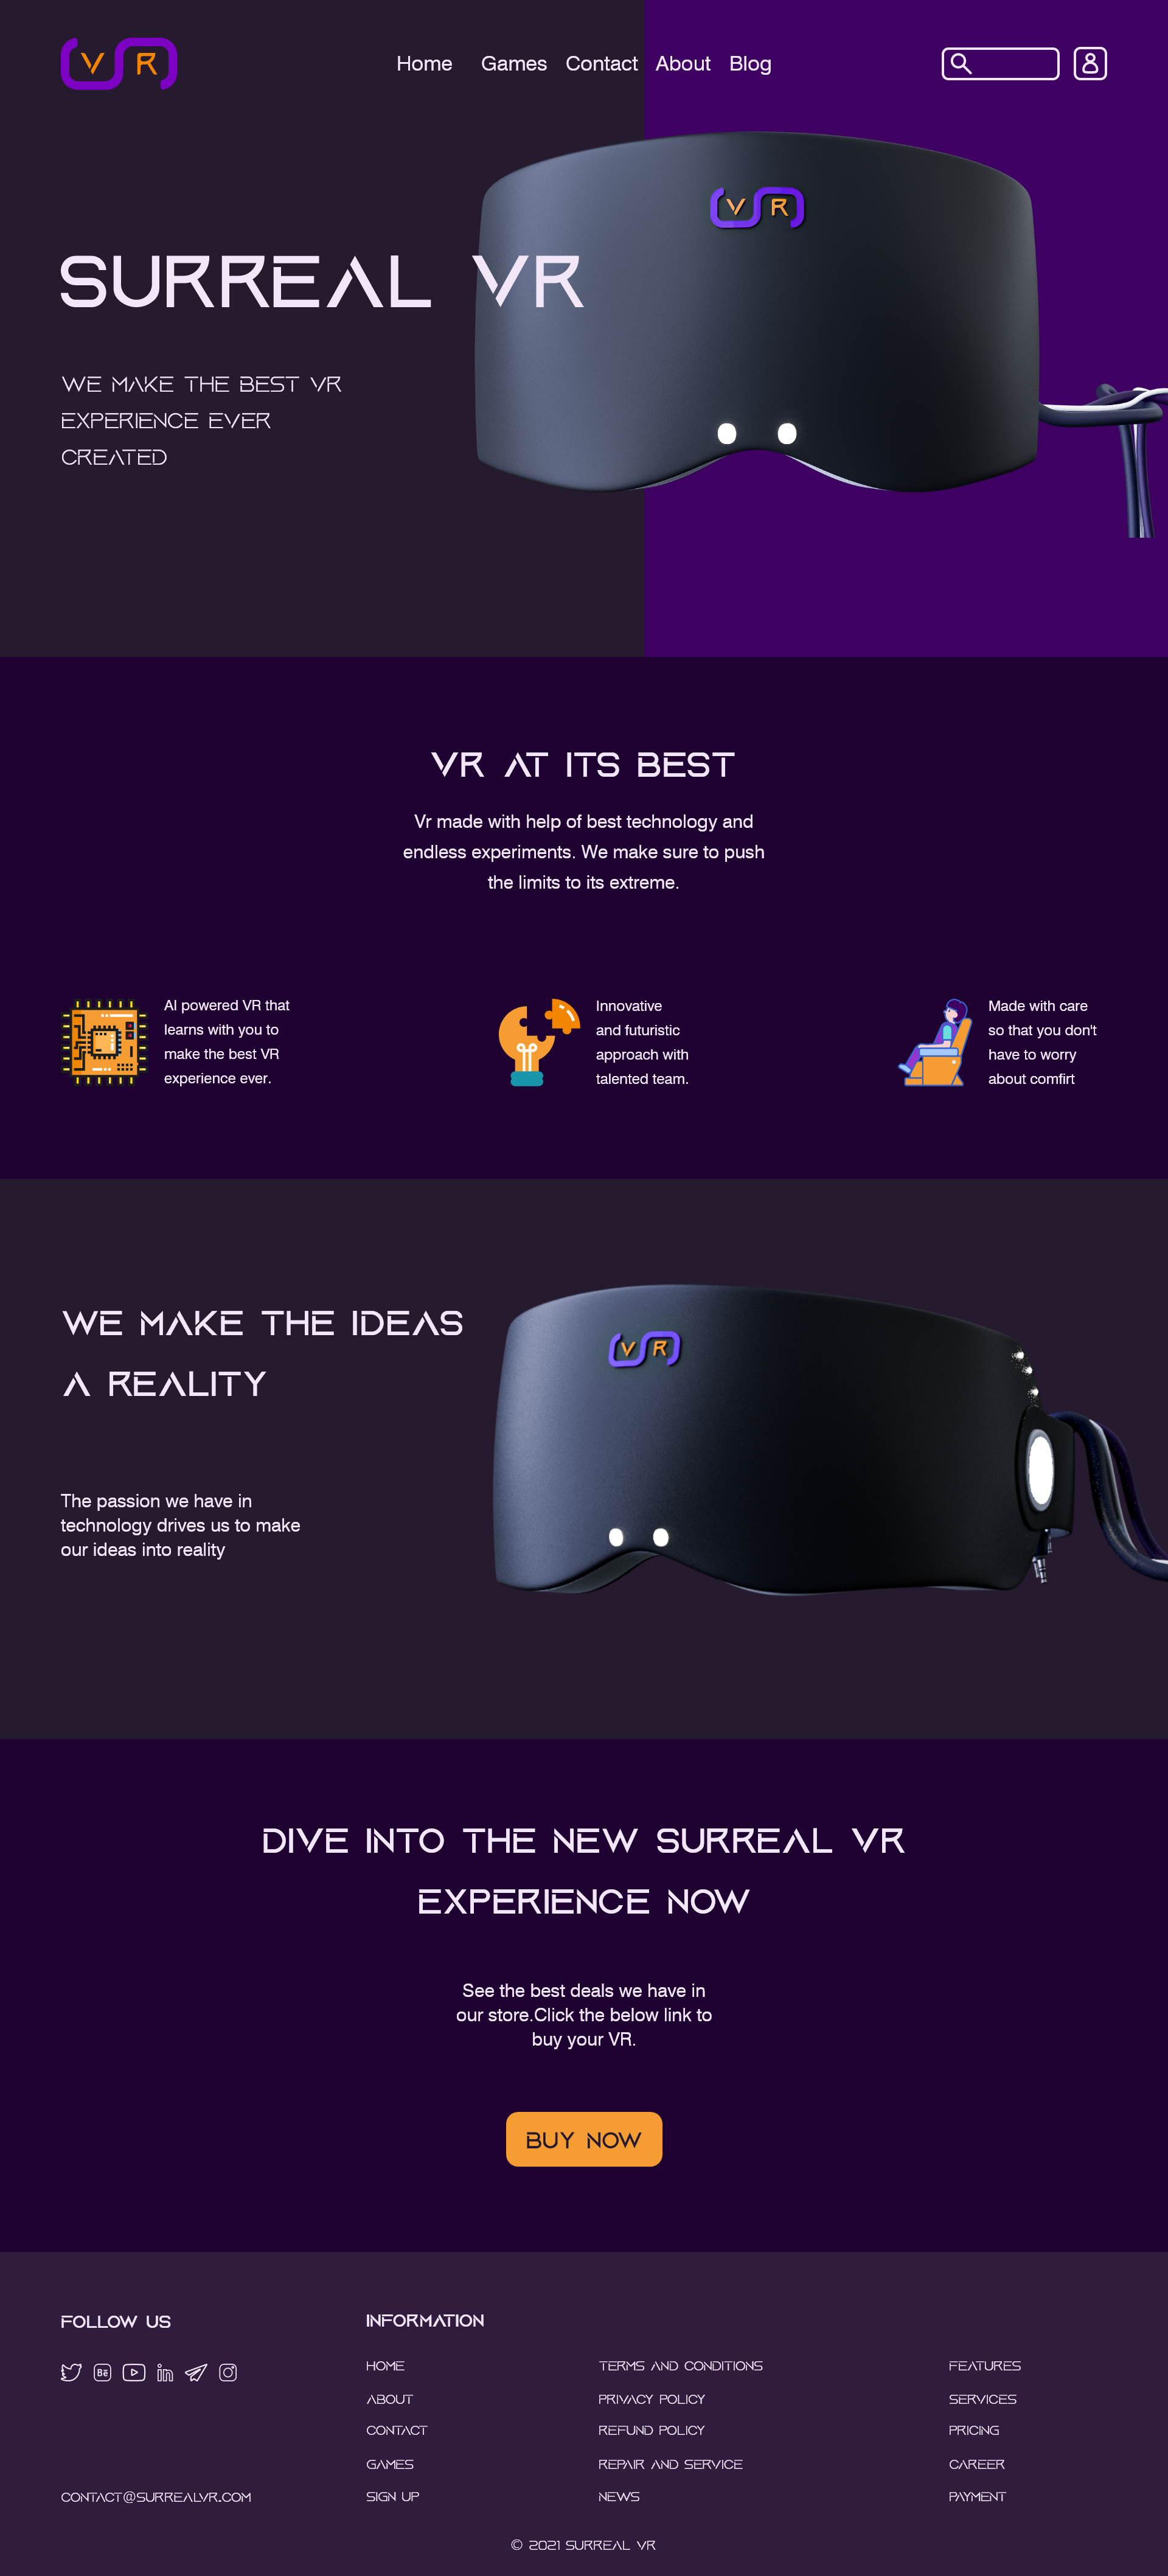 V R
Home Games Contact About Blog
V R
SURREAL VR
WE MAKE THE BEST VR
EXPERIENCE EVER
CREATED
VR AT ITS BEST
Vr made with help of best technology and
endless experiments. We make sure to push
the limits to its extreme.
AI powered VR that
learns with you to
make the best VR
experience ever.
Innovative
and futuristic
approach with
talented team.
Made with care
so that you don't
have to worry
about comfirt
WE MAKE THE IDEAS
A REALITY
V R
The passion we have in
technology drives us to make
our ideas into reality
DIVE INTO THE NEW SURREAL VR
EXPERIENCE NOW
See the best deals we have in
our store.Click the below link to
buy your VR.
BUY NOW
FOLLOW US
Bē
in
CONTACT@SURREALVR.COM
INFORMATION
HOME
ABOUT
CONTACT
GAMES
SIGN UP
TERMS AND CONDITIONS
PRIVACY POLICY
REFUND POLICY
REPAIR AND SERVICE
NEWS
FEATURES
SERVICES
PRICING
CAREER
PAYMENT
© 2021 SURREAL VR